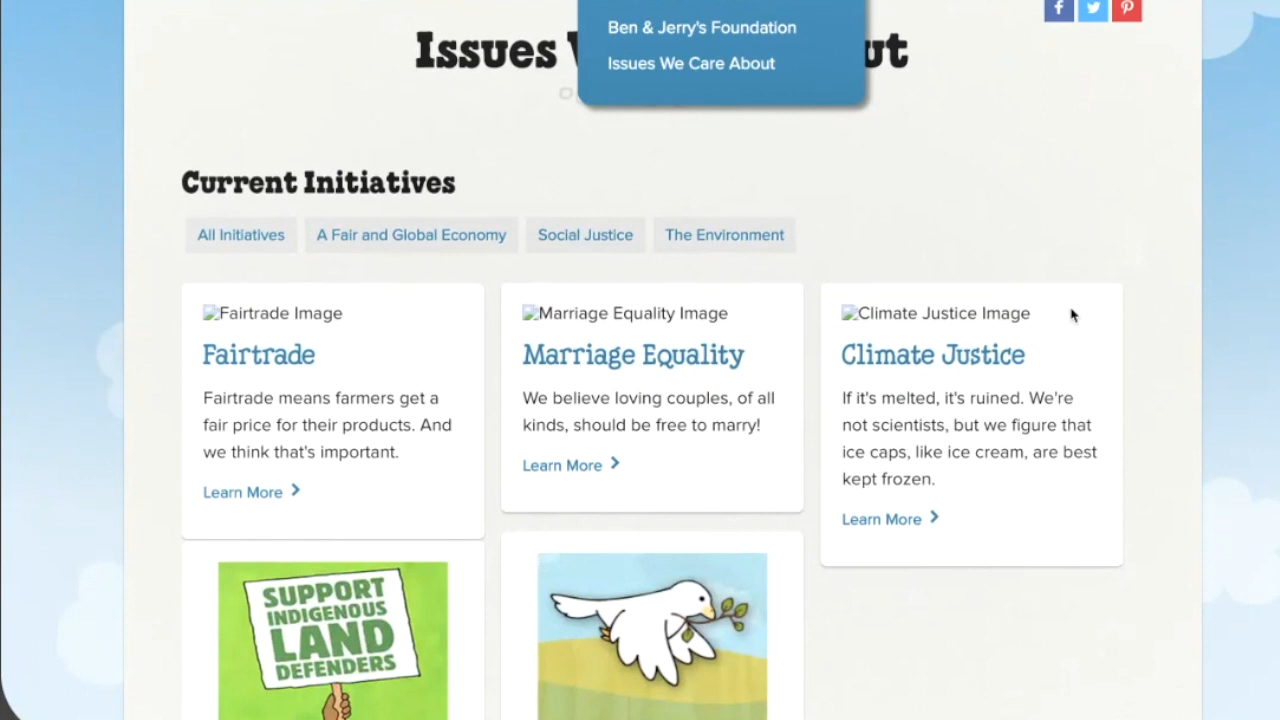 Ben & Jerry's Foundation
Issues We Care About
Issues
ut
Current Initiatives
All Initiatives
A Fair and Global Economy
Social Justice
The Environment
Fairtrade Image
Fairtrade
Fairtrade means farmers get a
fair price for their products. And
we think that's important.
Learn More
Marriage Equality Image
Marriage Equality
We believe loving couples, of all
kinds, should be free to marry!
Learn More
Climate Justice Image
Climate Justice
If it's melted, it's ruined. We're
not scientists, but we figure that
ice caps, like ice cream, are best
kept frozen.
Learn More
SUPPORT
INDIGENOUS
LAND
DEFENDERS